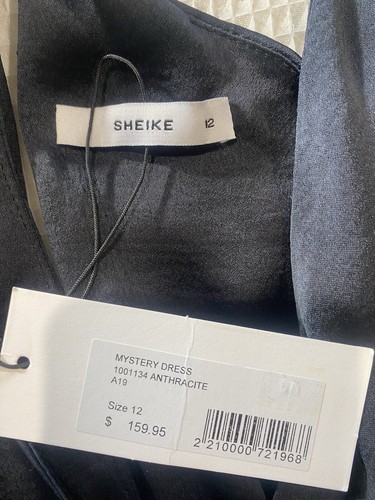 SHEIKE 12
MYSTERY DRESS
1001134 ANTHRACITE
A19
Size 12
$ 159.95
2 210000 721968